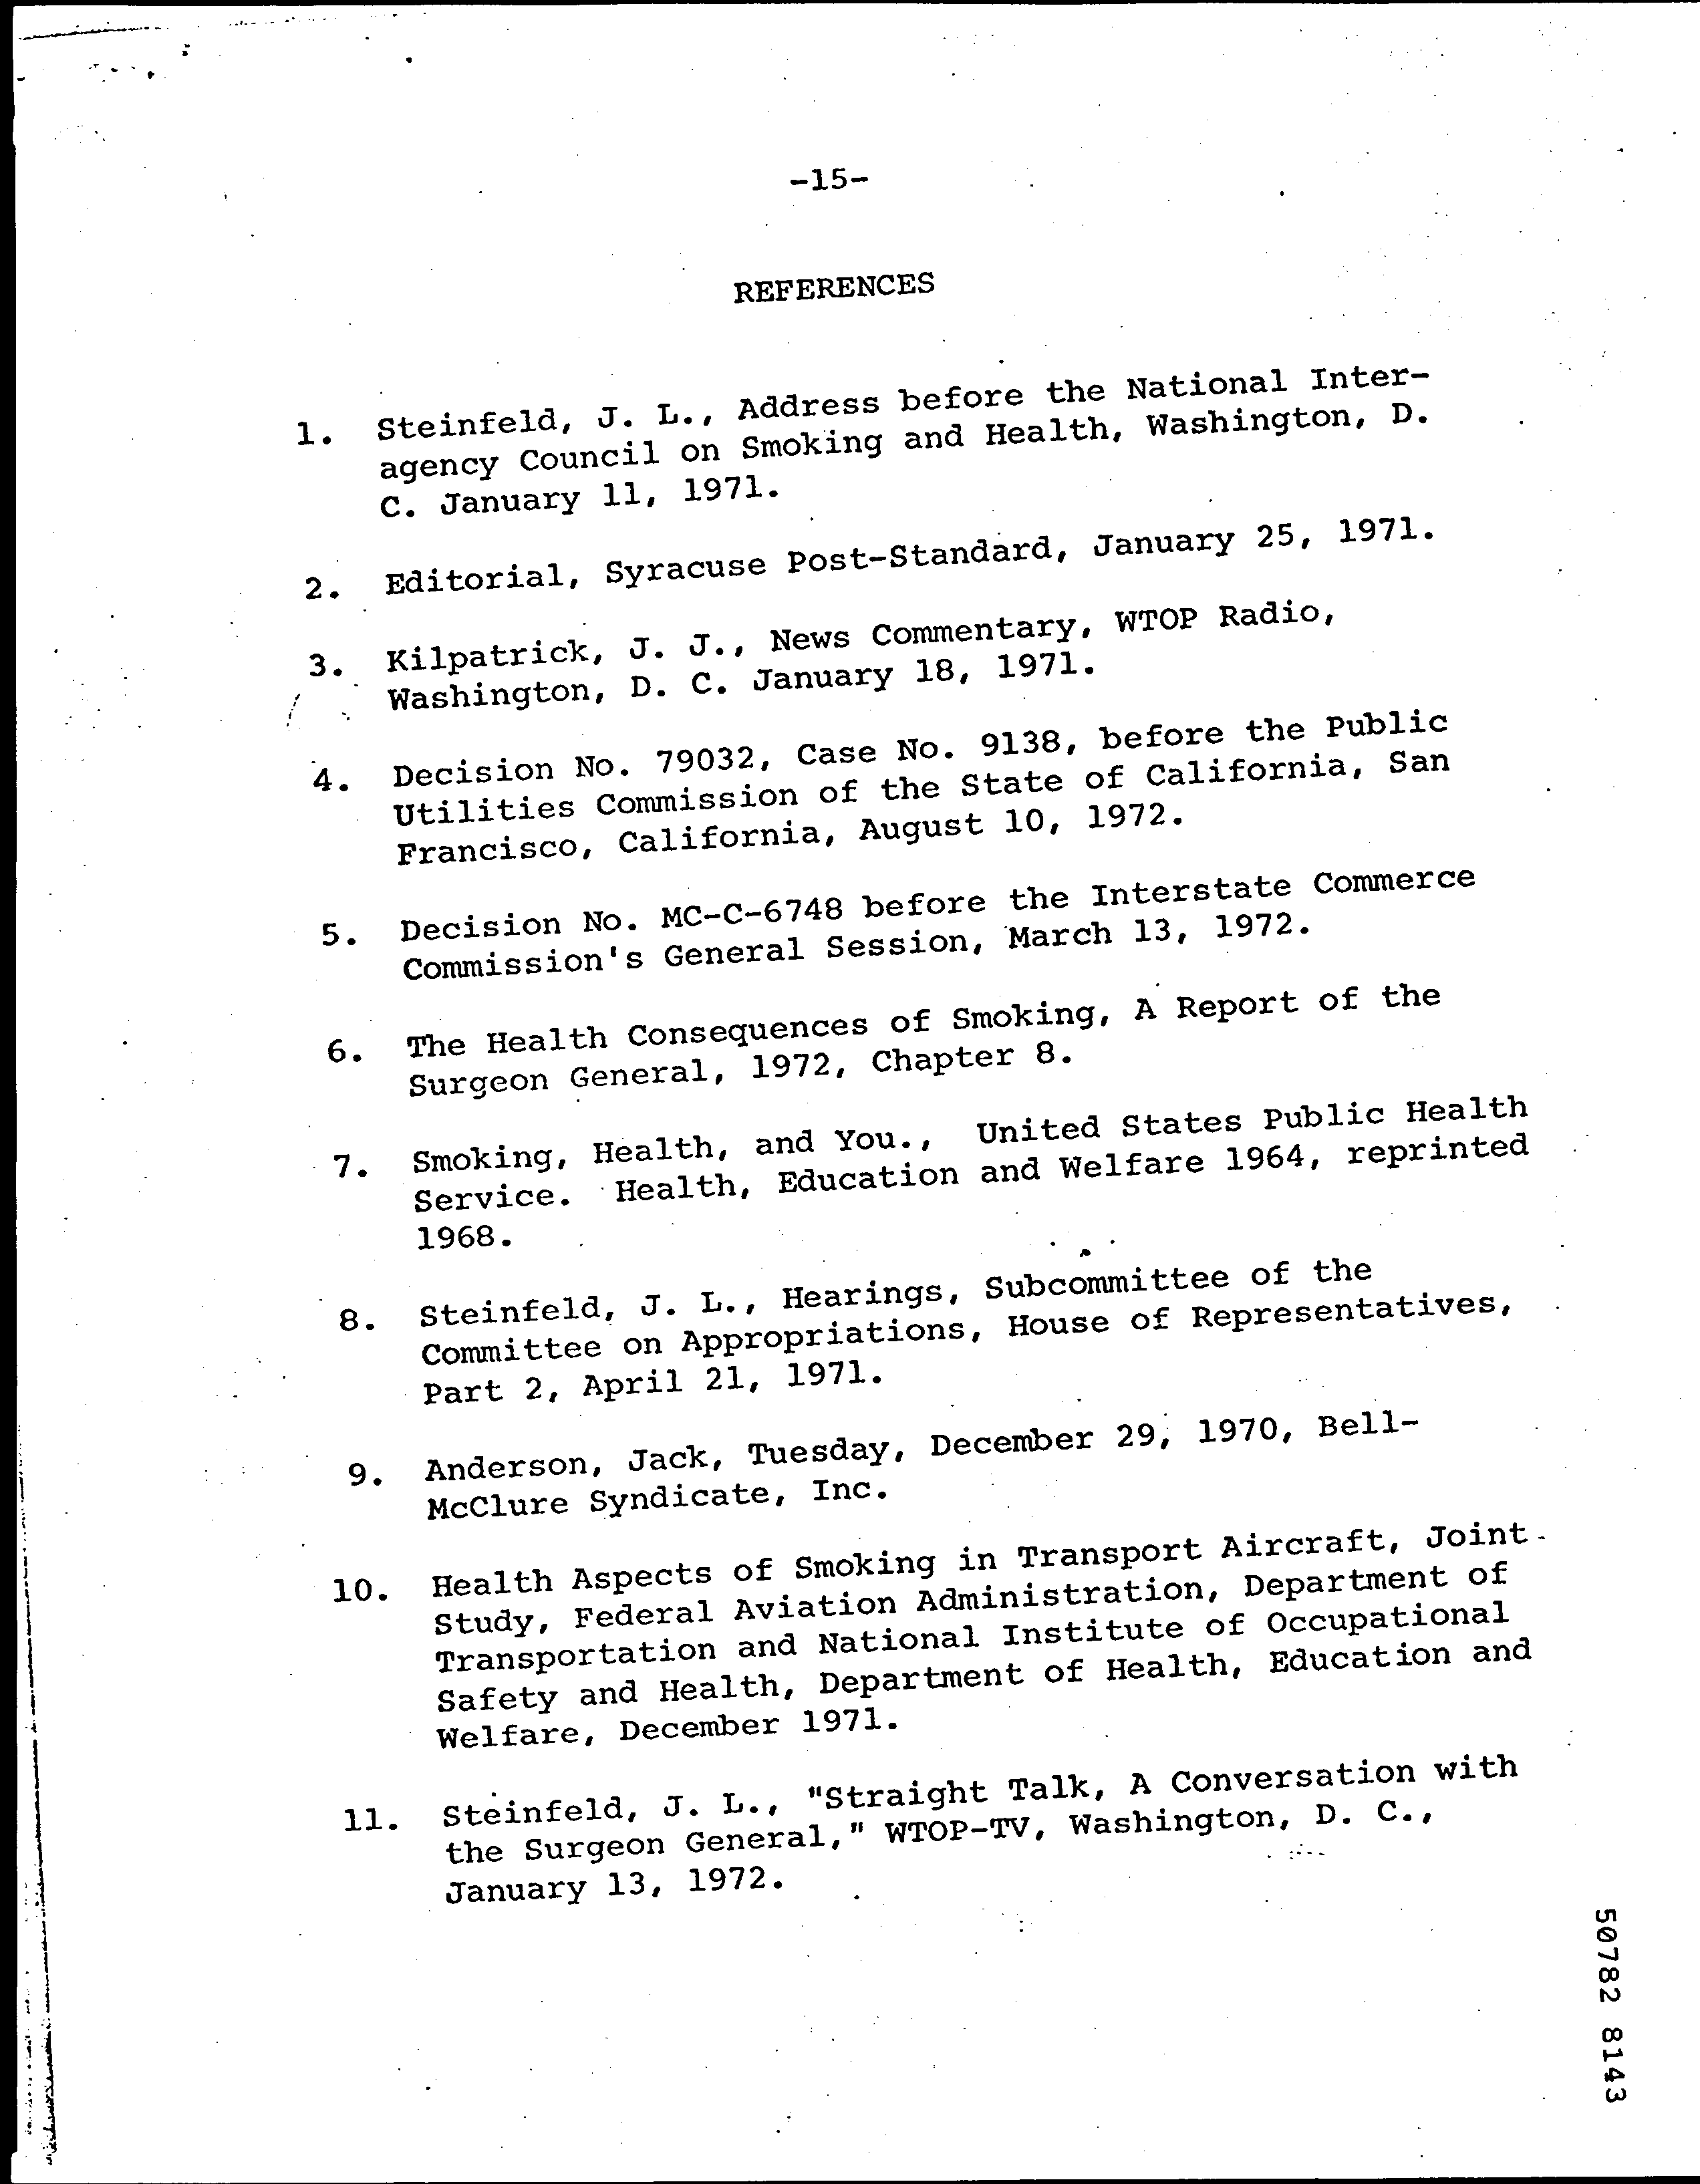 -15-
REFERENCES
1. Steinfeld, J. L., Address before the National Inter-
agency Council on Smoking and Health, Washington, D.
C. January 11, 1971.
2. Editorial, Syracuse Post-Standard, January 25, 1971.
3. Kilpatrick, J. J., News Commentary, WTOP Radio,
Washington, D. C. January 18, 1971.
4. Decision No. 79032, Case No. 9138, before the Public
Utilities Commission of the State of California, San
Francisco, California, August 10, 1972.
5. Decision No. MC-C-6748 before the Interstate Commerce
Commission's General Session, March 13, 1972.
6. The Health Consequences of Smoking, A Report of the
Surgeon General, 1972, Chapter 8.
7. Smoking, Health, and You., United States Public Health
Service. Health, Education and Welfare 1964, reprinted
1968.
8. Steinfeld, J. L., Hearings, Subcommittee of the
Committee on Appropriations, House of Representatives,
Part 2, April 21, 1971.
9. Anderson, Jack, Tuesday, December 29, 1970, Bell-
McClure Syndicate, Inc.
10. Health Aspects of Smoking in Transport Aircraft, Joint
Study, Federal Aviation Administration, Department of
Transportation and National Institute of Occupational
Safety and Health, Department of Health, Education and
Welfare, December 1971.
11. Steinfeld, J. L., "Straight Talk, A Conversation with
the Surgeon General," WTOP-TV, Washington, D. C.,
January 13, 1972.
50782 8143